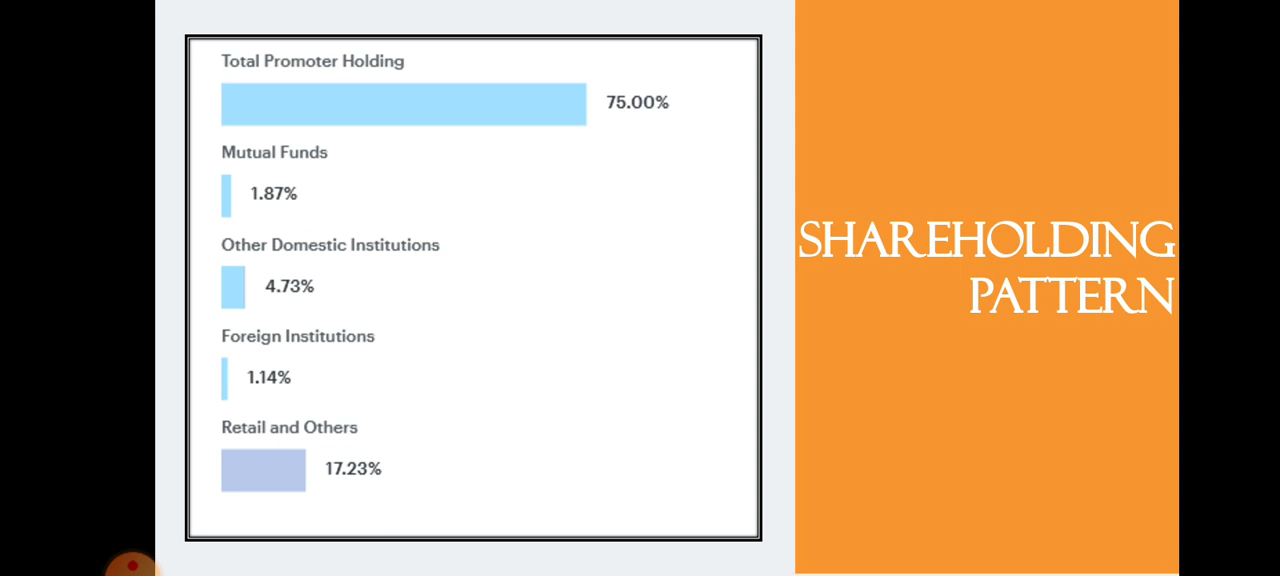 Total Promoter Holding
75.00%
Mutual Funds
1.87%
Other Domestic Institutions
4.73%
Foreign Institutions
1.14%
Retail and Others
17.23%
SHAREHOLDING
PATTERN